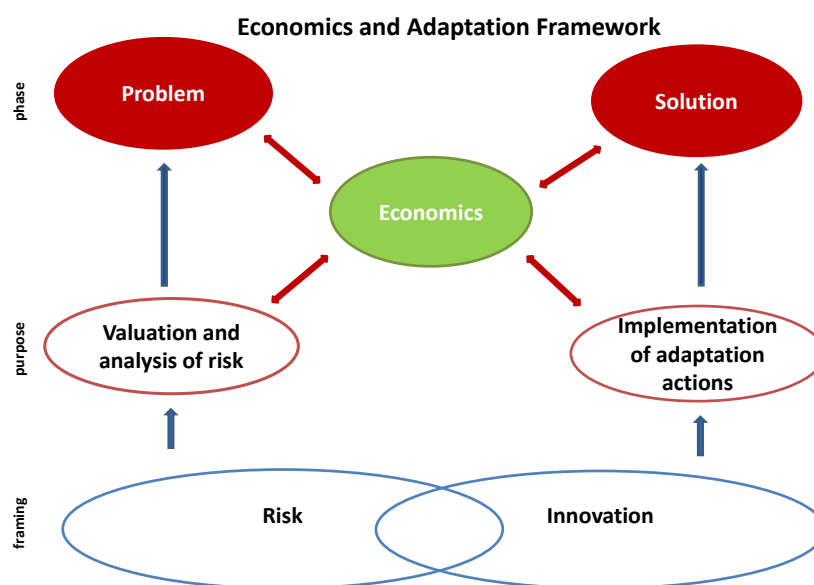 Economics and Adaptation Framework
phase
Problem
Solution
Economics
purpose
Valuation and
analysis of risk
Implementation
of adaptation
actions
framing
Risk
Innovation